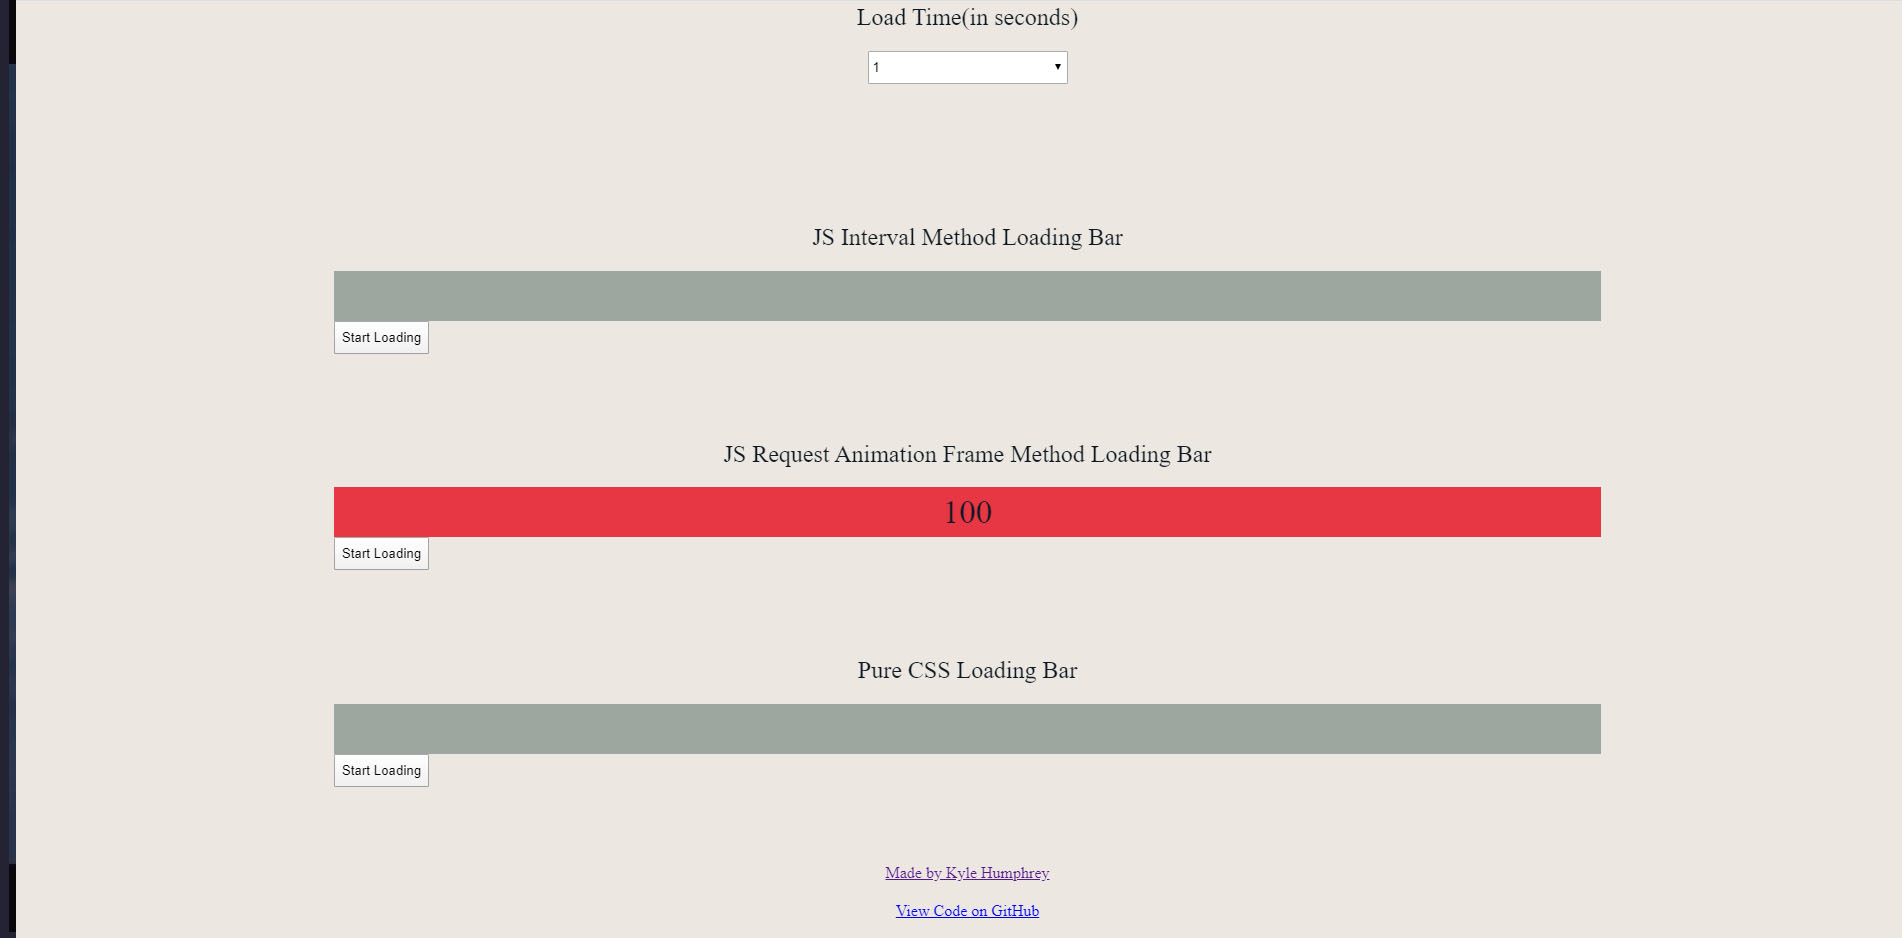 Load Time(in seconds)
1
JS Interval Method Loading Bar
Start Loading
JS Request Animation Frame Method Loading Bar
100
Start Loading
Pure CSS Loading Bar
Start Loading
Made by Kyle Humphrey
View Code on GitHub